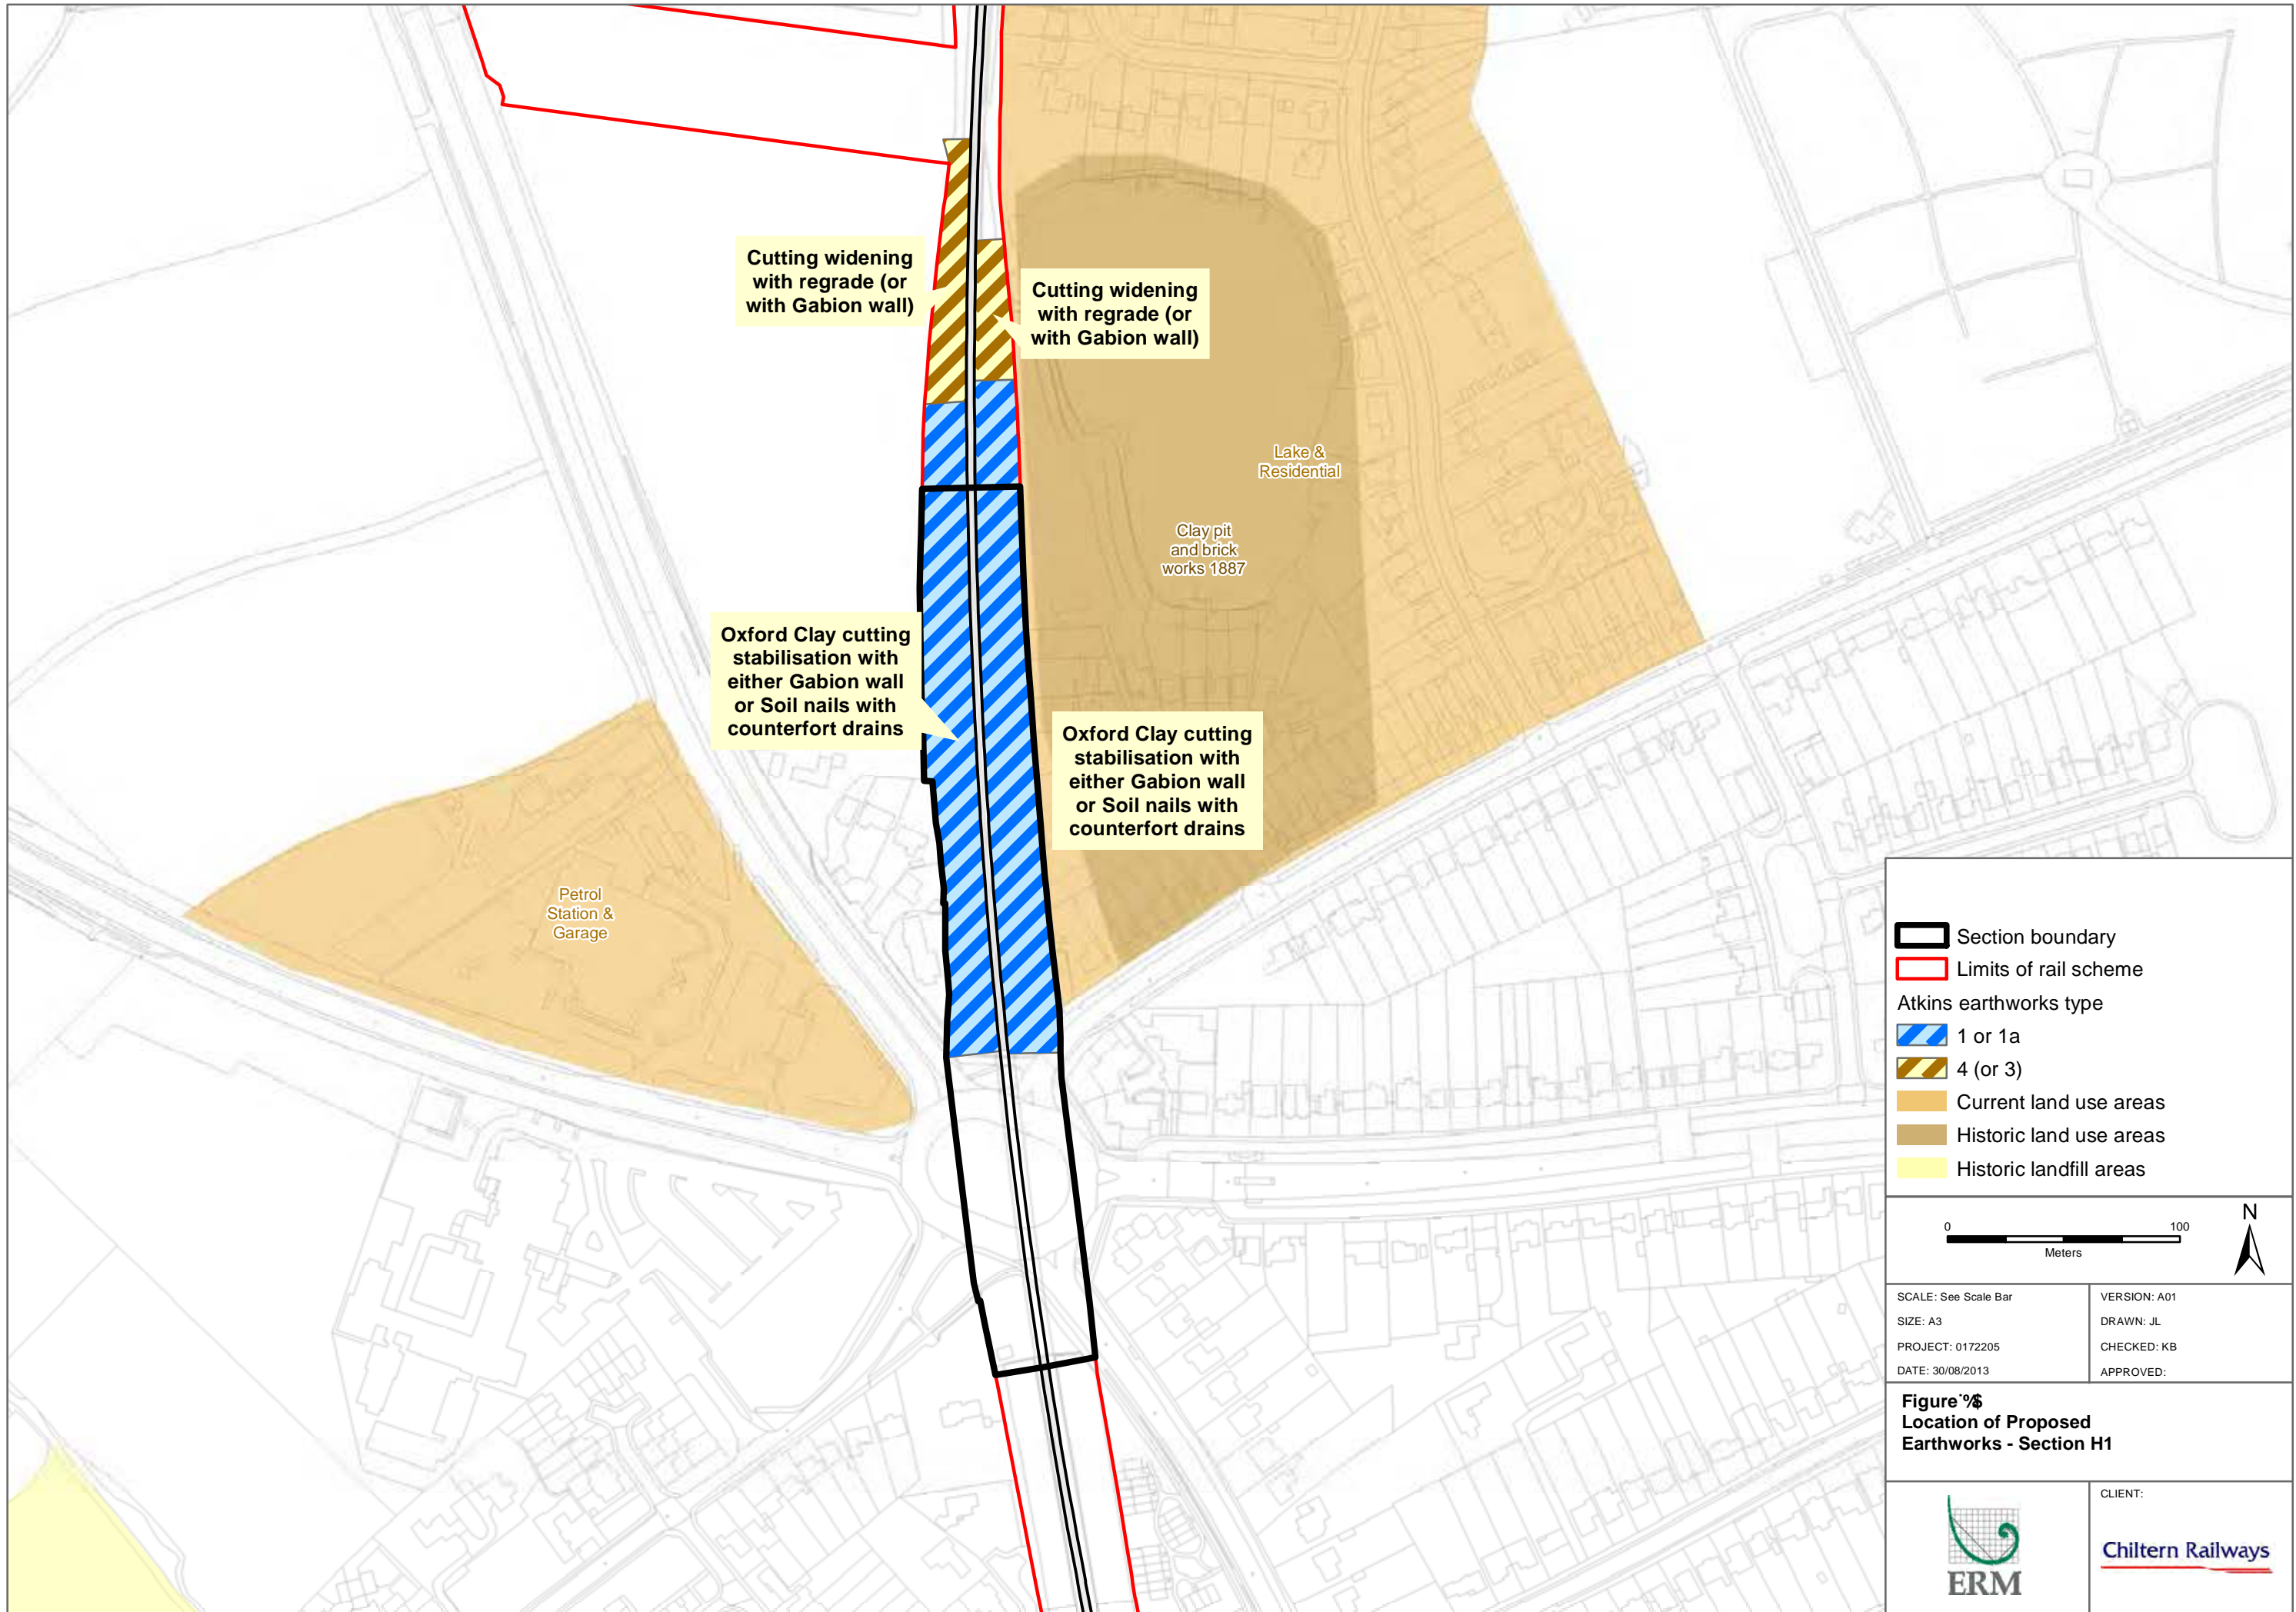 Cutting widening
with regrade (or
with Gabion wall)
Cutting widening
with regrade (or
with Gabion wall)
Lake &
Residential
Clay pit
and brick
works 1887
Oxford Clay cutting
stabilisation with
either Gabion wall
or Soil nails with
counterfort drains
Oxford Clay cutting
stabilisation with
either Gabion wall
or Soil nails with
counterfort drains
Petrol
Station &
Garage
Section boundary
Limits of rail scheme
Atkins earthworks type
1 or 1a
4 (or 3)
Current land use areas
Historic land use areas
Historic landfill areas
0 100
Meters
N
SCALE: See Scale Bar
SIZE: A3
PROJECT: 0172205
DATE: 30/08/2013
VERSION: A01
DRAWN: JL
CHECKED: KB
APPROVED:
Figure
Location of Proposed
Earthworks - Section H1
ERM
CLIENT:
Chiltern Railways